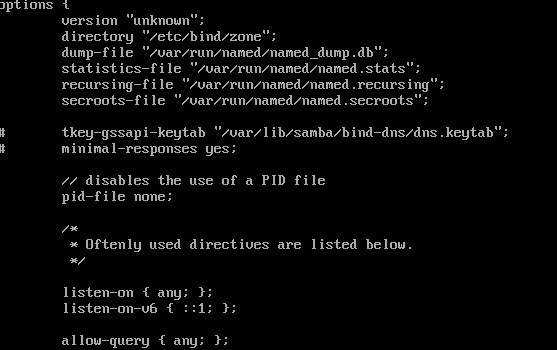 options {
version "unknown";
directory "/etc/bind/zone";
dump-file "/var/run/named/named_dump.db";
statistics-file "/var/run/named/named.stats";
recursing-file "/var/run/named/named.recursing";
secroots-file "/var/run/named/named.secroots";
# tkey-gssapi-keytab "/var/lib/samba/bind-dns/dns.keytab";
# minimal-responses yes;
// disables the use of a PID file
pid-file none;
/*
* Oftenly used directives are listed below.
*/
listen-on { any; };
listen-on-v6 { ::1; };
allow-query { any; };